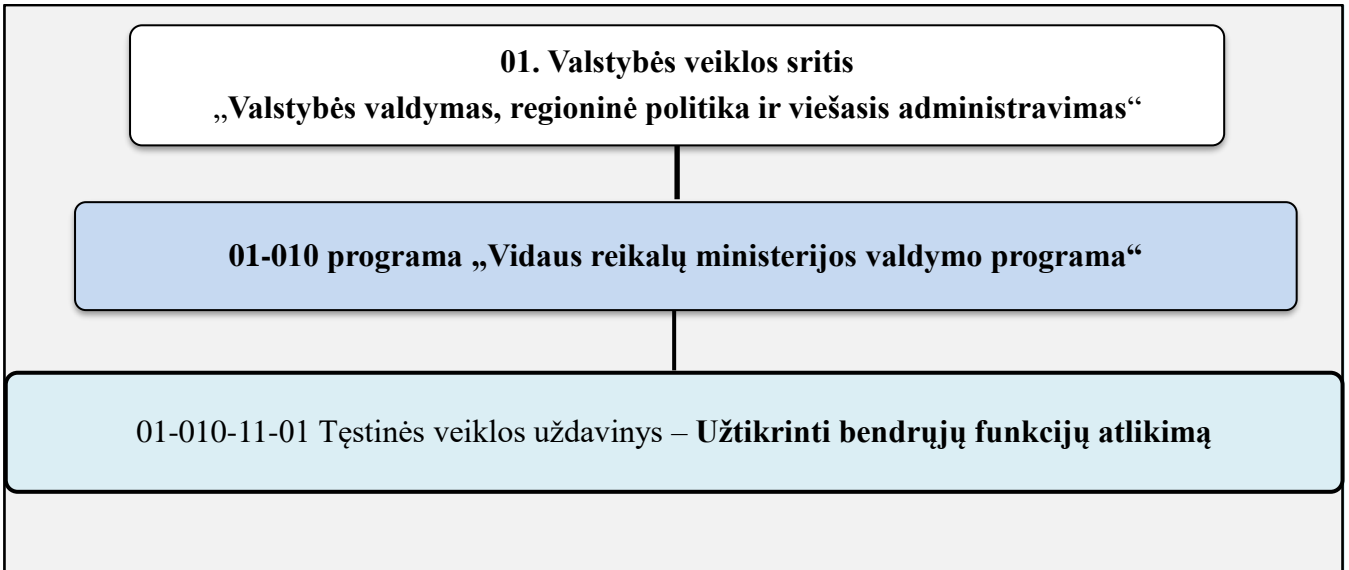 01. Valstybės veiklos sritis
„Valstybės valdymas, regioninė politika ir viešasis administravimas“
01-010 programa „Vidaus reikalų ministerijos valdymo programa“
01-010-11-01 Tęstinės veiklos uždavinys – Užtikrinti bendrųjų funkcijų atlikimą